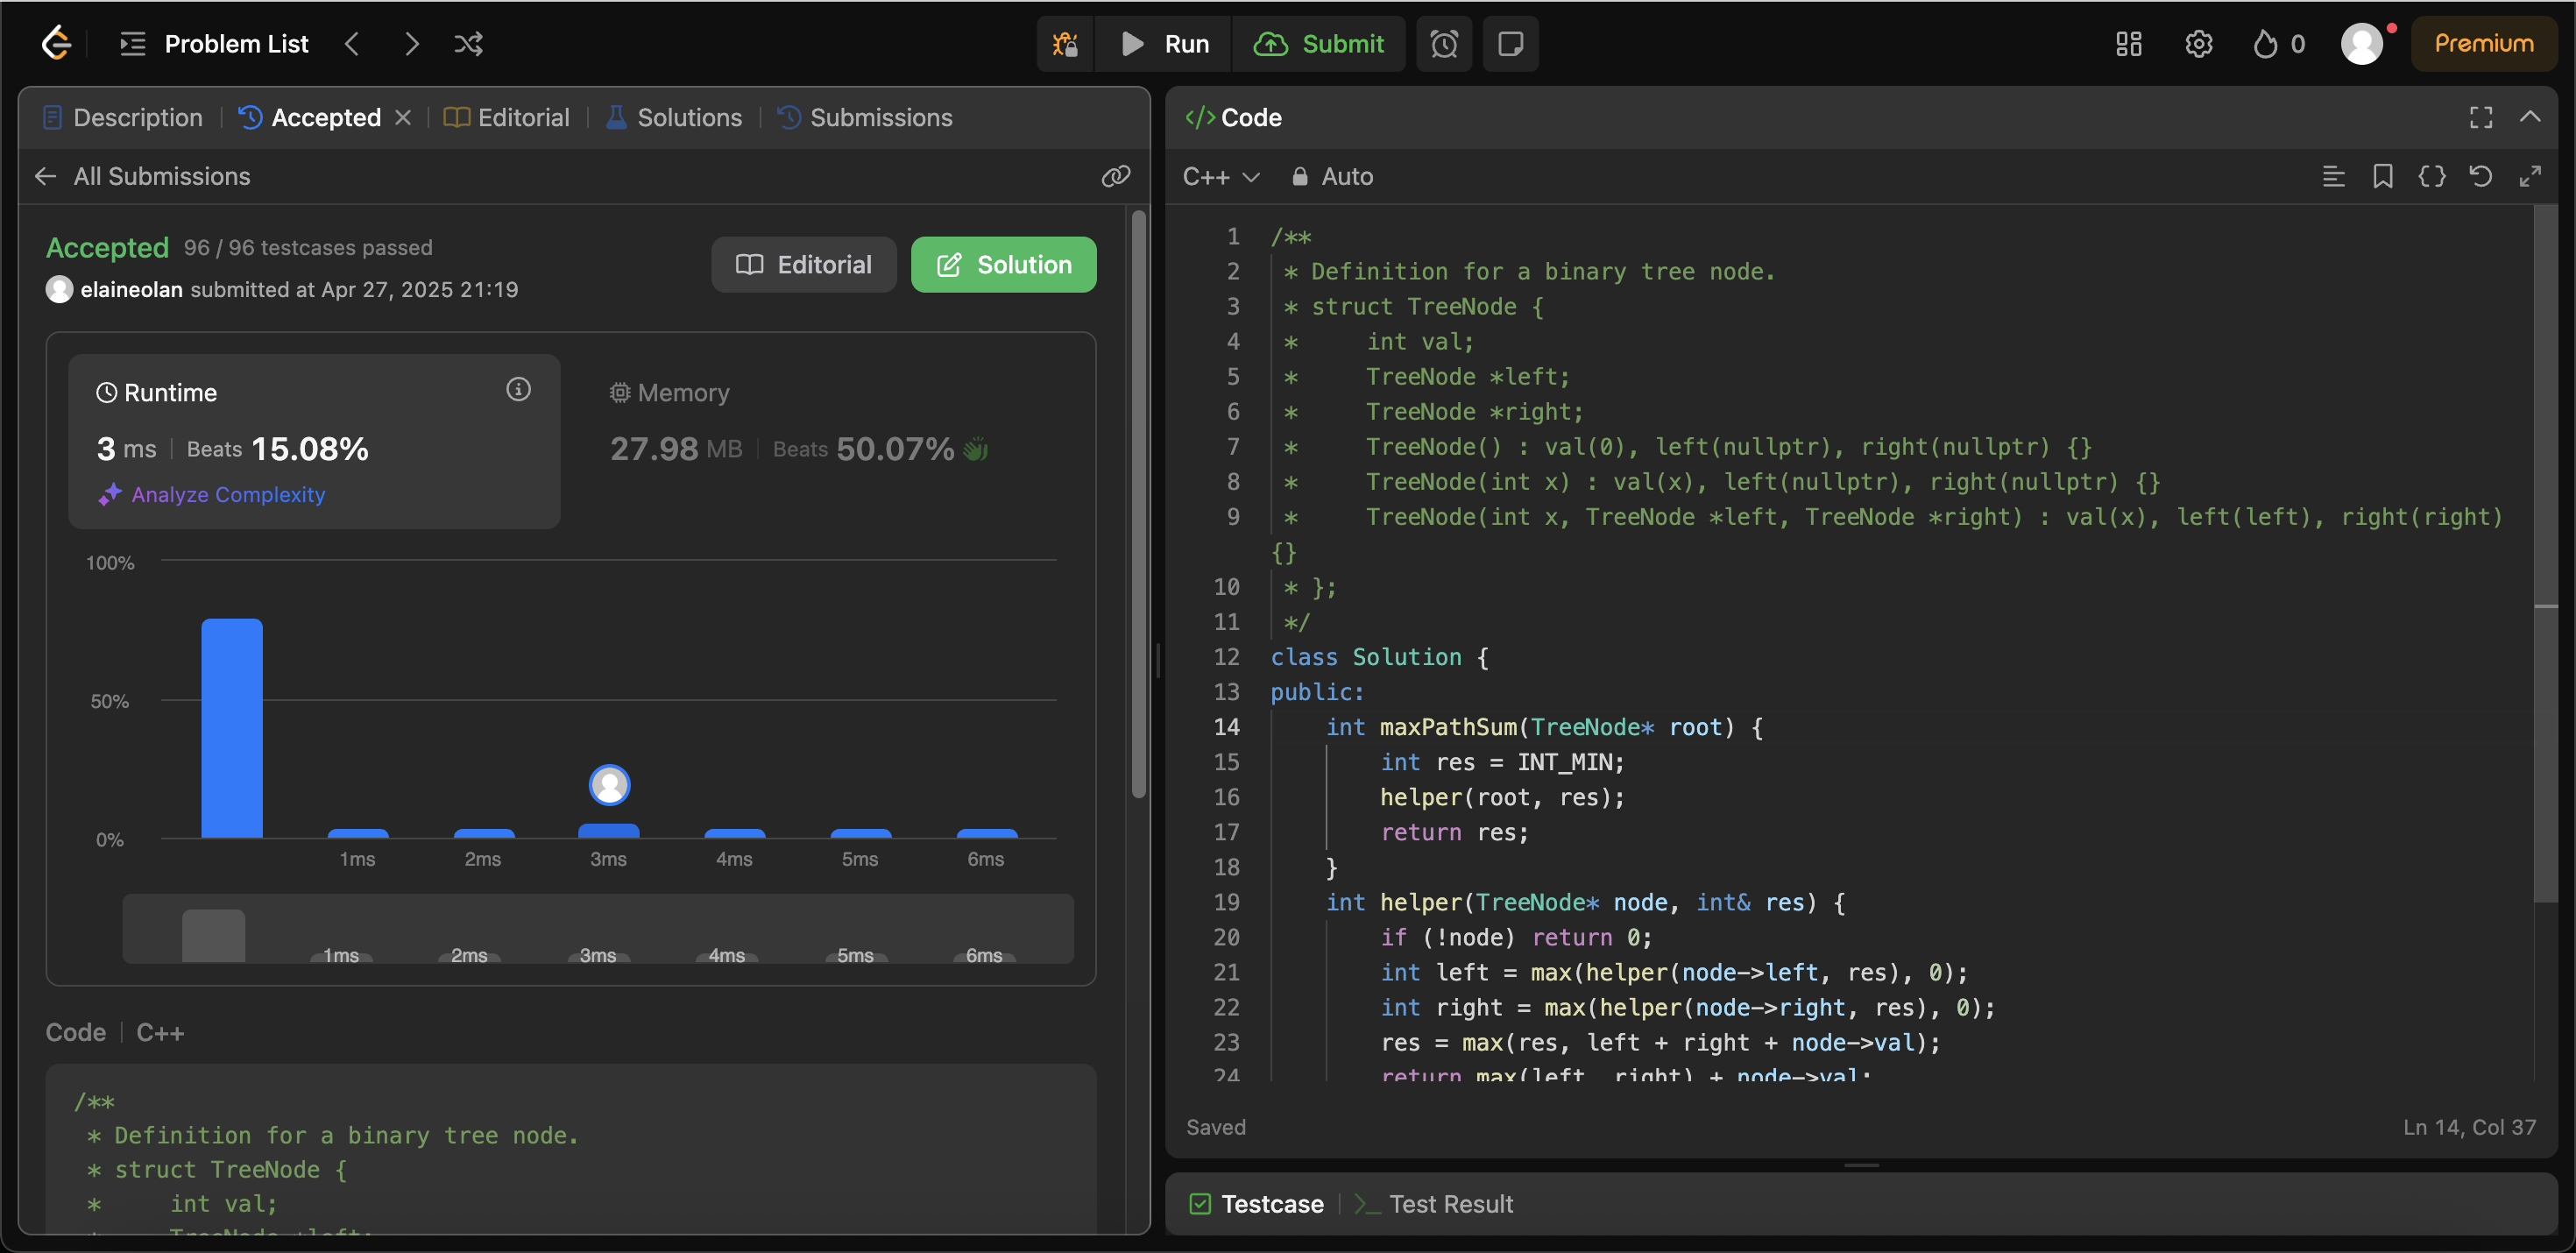 Problem List
Run
Submit
0
Premium
Description
Accepted
Editorial
Solutions
Submissions
All Submissions
Accepted 96 / 96 testcases passed
elaineolan submitted at Apr 27, 2025 21:19
Editorial
Solution
Runtime
3 ms Beats 15.08%
Analyze Complexity
Memory
27.98 MB Beats 50.07%
100%
50%
0%
1ms 2ms 3ms 4ms 5ms 6ms
1ms 2ms 3ms 4ms 5ms 6ms
Code C++
/**
* Definition for a binary tree node.
* struct TreeNode {
*     int val;
*     TreeNode *left;
</> Code
C++ Auto
1 /**
2 * Definition for a binary tree node.
3 * struct TreeNode {
4 *     int val;
5 *     TreeNode *left;
6 *     TreeNode *right;
7 *     TreeNode() : val(0), left(nullptr), right(nullptr) {}
8 *     TreeNode(int x) : val(x), left(nullptr), right(nullptr) {}
9 *     TreeNode(int x, TreeNode *left, TreeNode *right) : val(x), left(left), right(right)
{}
10 * };
11 */
12 class Solution {
13 public:
14     int maxPathSum(TreeNode* root) {
15         int res = INT_MIN;
16         helper(root, res);
17         return res;
18     }
19     int helper(TreeNode* node, int& res) {
20         if (!node) return 0;
21         int left = max(helper(node->left, res), 0);
22         int right = max(helper(node->right, res), 0);
23         res = max(res, left + right + node->val);
24         return max(left, right) + node->val;
Saved
Ln 14, Col 37
Testcase
Test Result